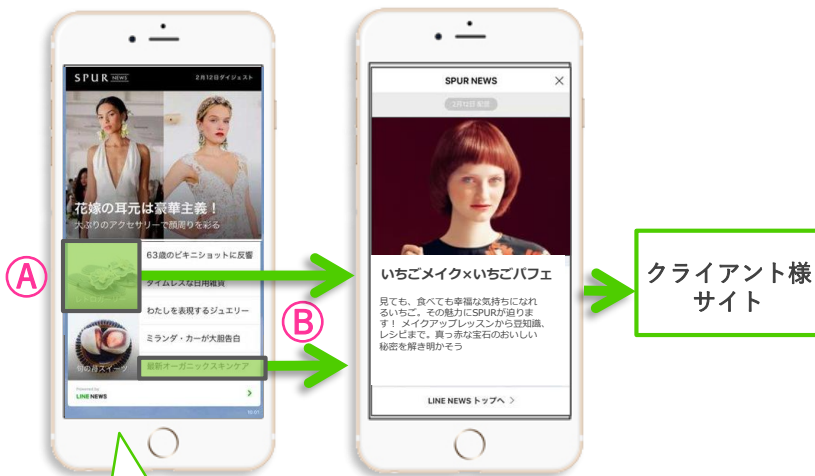 SPUR NEWS
2月12日ダイジェスト
花嫁の耳元は豪華主義！
大ぶりのアクセサリーで顔周りを彩る
63歳のビキニショットに反響
タイムレスな日用雑貨
わたしを表現するジュエリー
ミランダ・カーが大胆告白
旬の苺スイーツ
最新オーガニックスキンケア
Powered by
LINE NEWS
10:01
Ⓐ
Ⓑ
SPUR NEWS
2月12日 配信
いちごメイク×いちごパフェ
見ても、食べても幸福な気持ちになれ
るいちご。その魅力にSPURが迫りま
す！ メイクアップレッスンから豆知識、
レシピまで。真っ赤な宝石のおいしい
秘密を解き明かそう
LINE NEWS トップへ
クライアント様
サイト